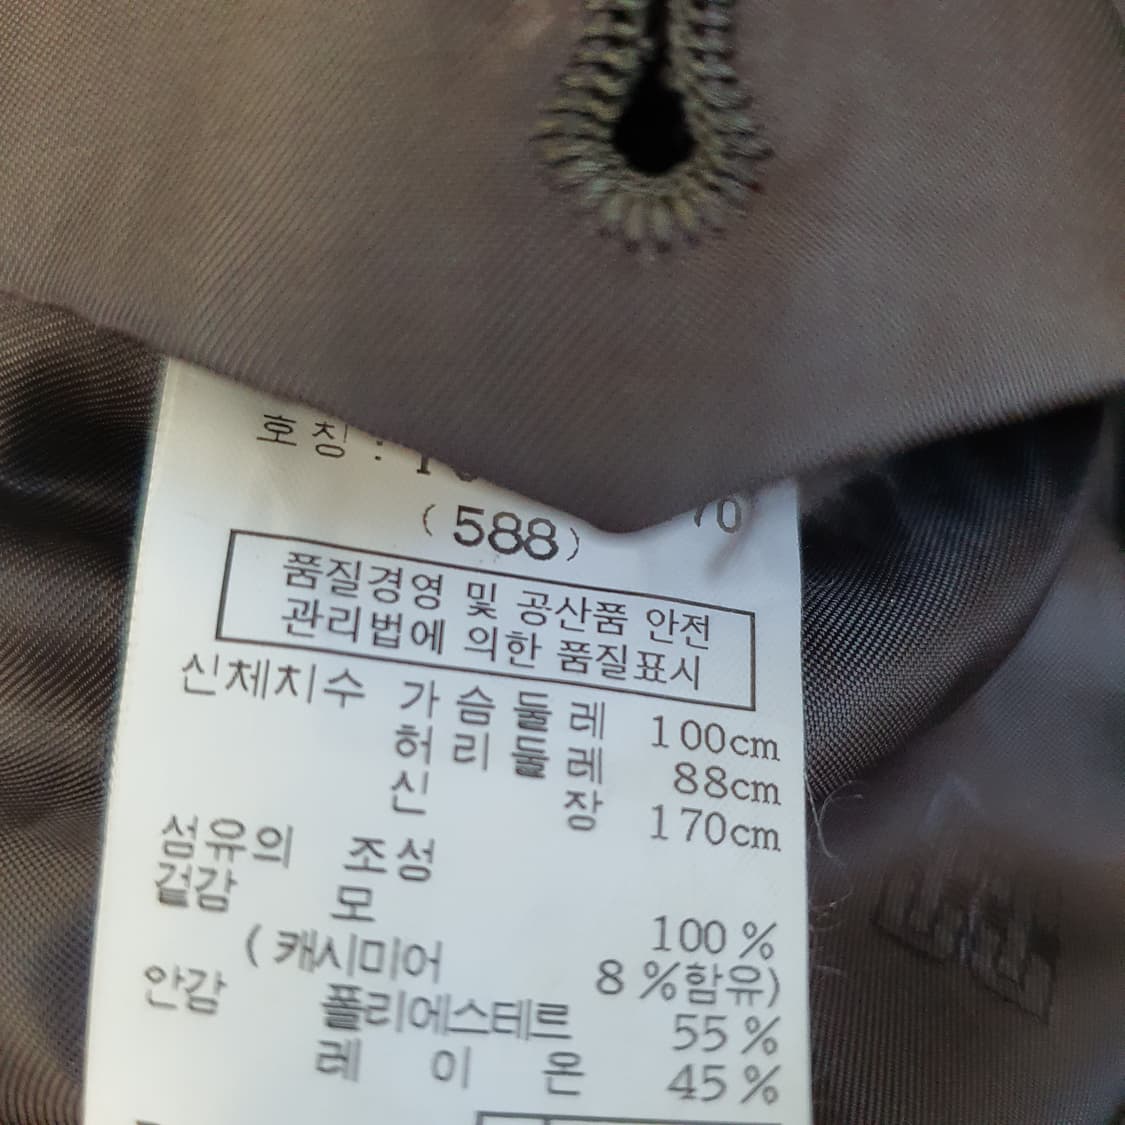 호칭 :
(588)
품질경영 및 공산품 안전
관리법에 의한 품질표시
신체치수 가슴둘레 100cm
허리둘레 88cm
신 장 170cm
섬유의 조성
겉감 모 100%
(캐시미어 8%함유)
안감 폴리에스테르 55%
레 이 온 45%